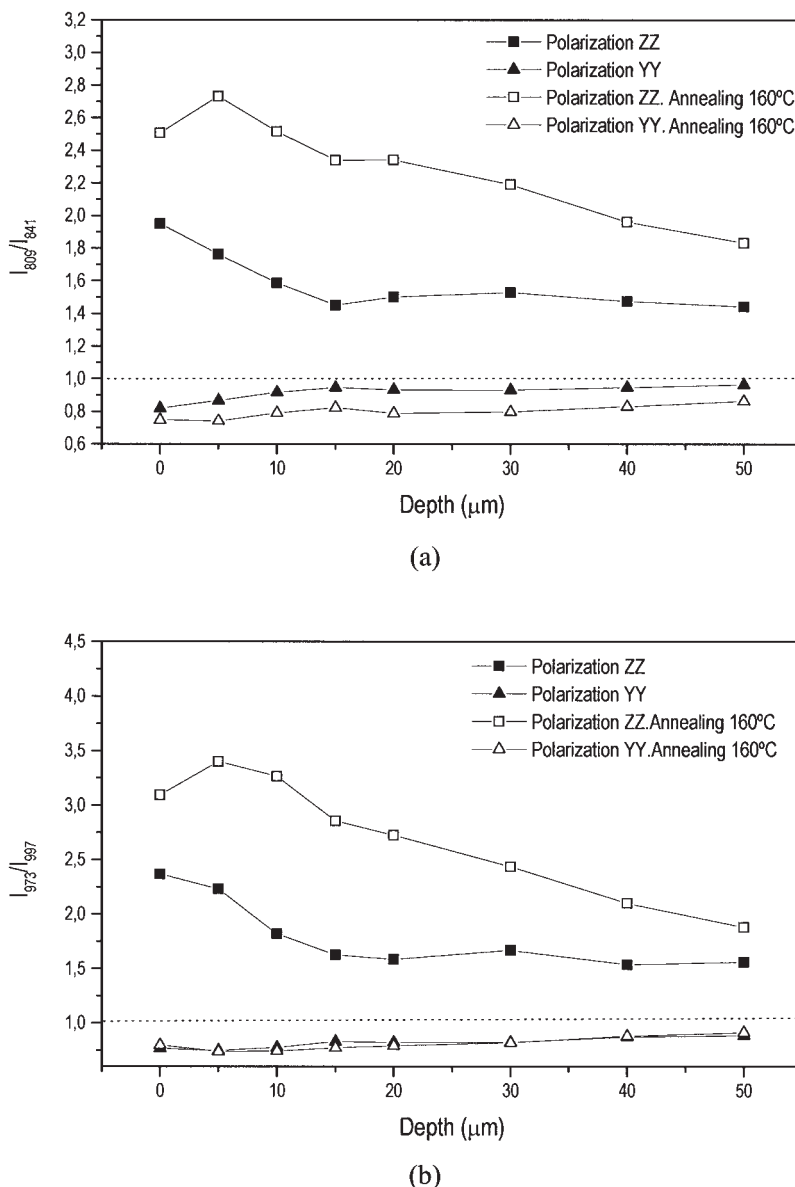 3,2
3,0
2,8
2,6
2,4
2,2
2,0
1,8
1,6
1,4
1,2
1,0
0,8
0,6
I809/I841
Polarization ZZ
Polarization YY
Polarization ZZ. Annealing 160ºC
Polarization YY. Annealing 160ºC
0 10 20 30 40 50
Depth (μm)
(a)
4,5
4,0
3,5
3,0
2,5
2,0
1,5
1,0
I973/I997
Polarization ZZ
Polarization YY
Polarization ZZ.Annealing 160ºC
Polarization YY.Annealing 160ºC
0 10 20 30 40 50
Depth (μm)
(b)